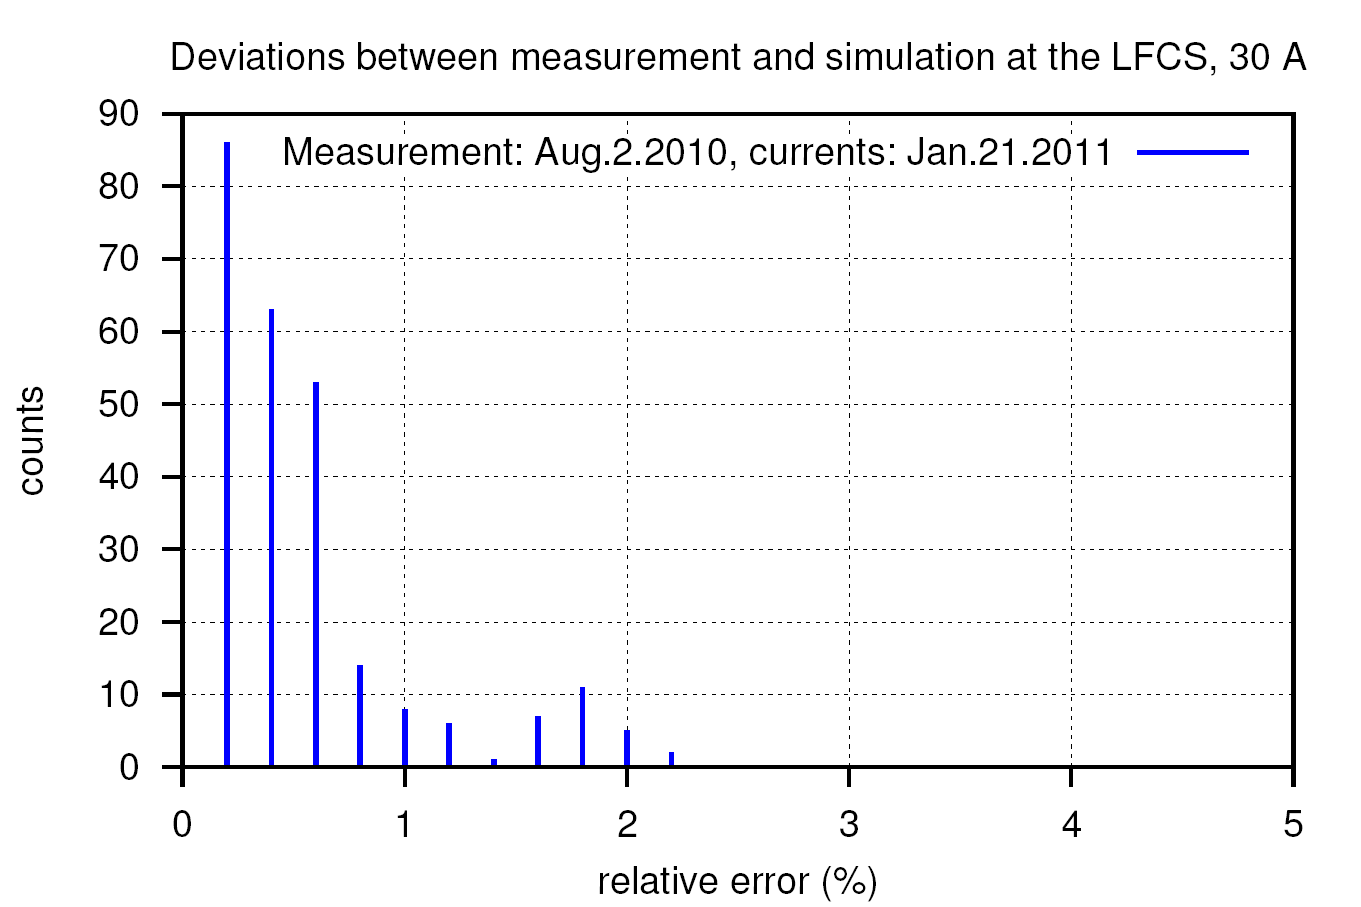 Deviations between measurement and simulation at the LFCS, 30 A
Measurement: Aug.2.2010, currents: Jan.21.2011
90
80
70
60
50
40
30
20
10
0
counts
0 1 2 3 4 5
relative error (%)